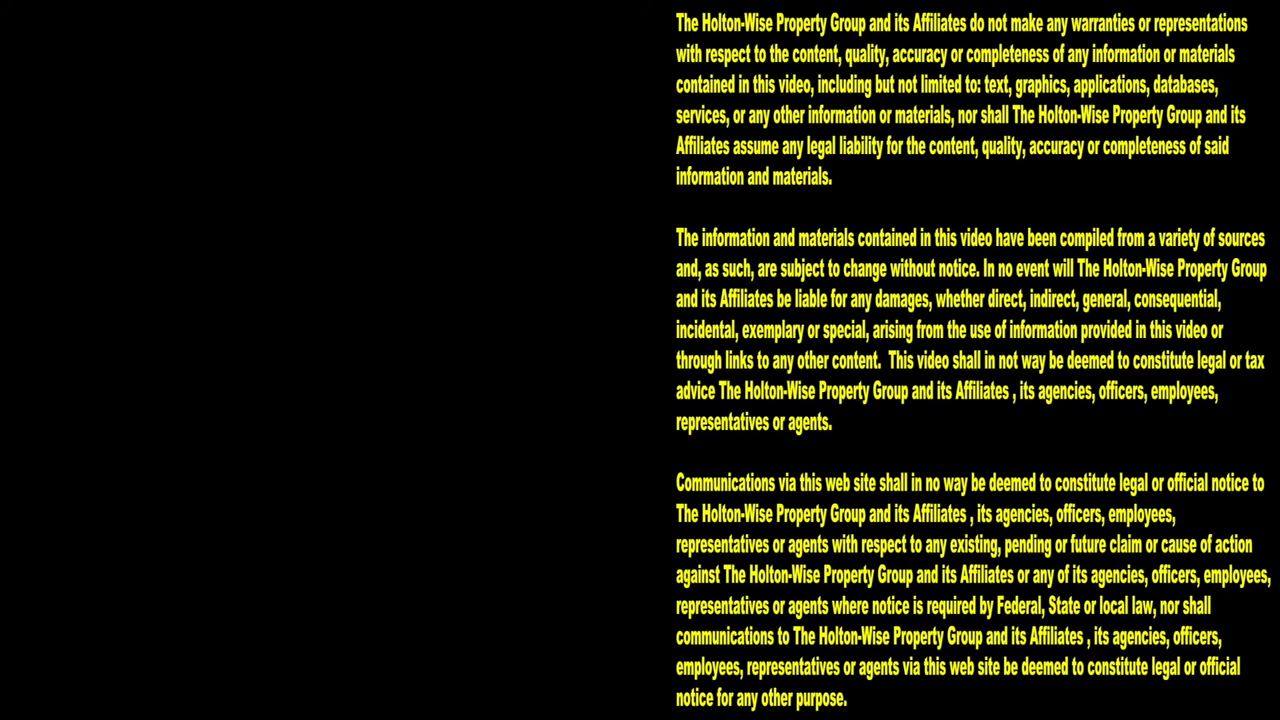 The Holton-Wise Property Group and its Affiliates do not make any warranties or representations
with respect to the content, quality, accuracy or completeness of any information or materials
contained in this video, including but not limited to: text, graphics, applications, databases,
services, or any other information or materials, nor shall The Holton-Wise Property Group and its
Affiliates assume any legal liability for the content, quality, accuracy or completeness of said
information and materials.
The information and materials contained in this video have been compiled from a variety of sources
and, as such, are subject to change without notice. In no event will The Holton-Wise Property Group
and its Affiliates be liable for any damages, whether direct, indirect, general, consequential,
incidental, exemplary or special, arising from the use of information provided in this video or
through links to any other content.  This video shall in not way be deemed to constitute legal or tax
advice The Holton-Wise Property Group and its Affiliates , its agencies, officers, employees,
representatives or agents.
Communications via this web site shall in no way be deemed to constitute legal or official notice to
The Holton-Wise Property Group and its Affiliates , its agencies, officers, employees,
representatives or agents with respect to any existing, pending or future claim or cause of action
against The Holton-Wise Property Group and its Affiliates or any of its agencies, officers, employees,
representatives or agents where notice is required by Federal, State or local law, nor shall
communications to The Holton-Wise Property Group and its Affiliates , its agencies, officers,
employees, representatives or agents via this web site be deemed to constitute legal or official
notice for any other purpose.